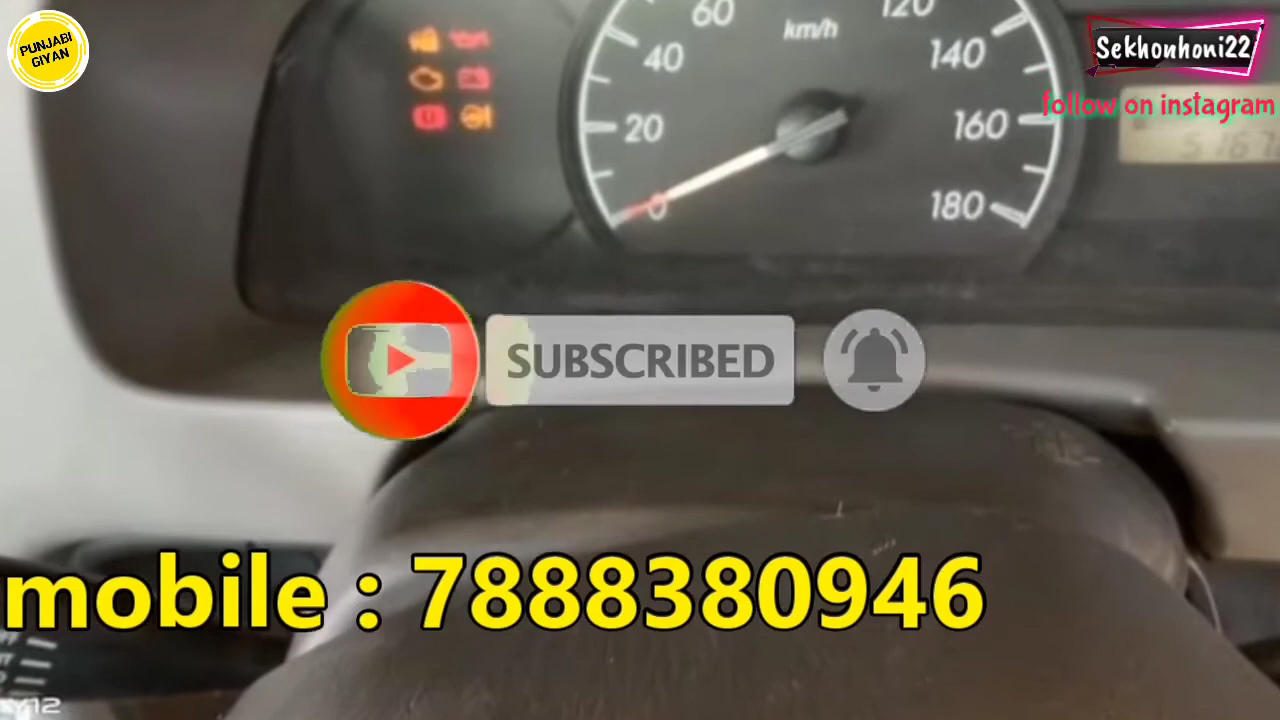 PUNJABI
GIYAN
60
120
km/h
40
140
20
160
0
180
Sekhonhoni22
follow on instagram
SUBSCRIBED
mobile : 7888380946